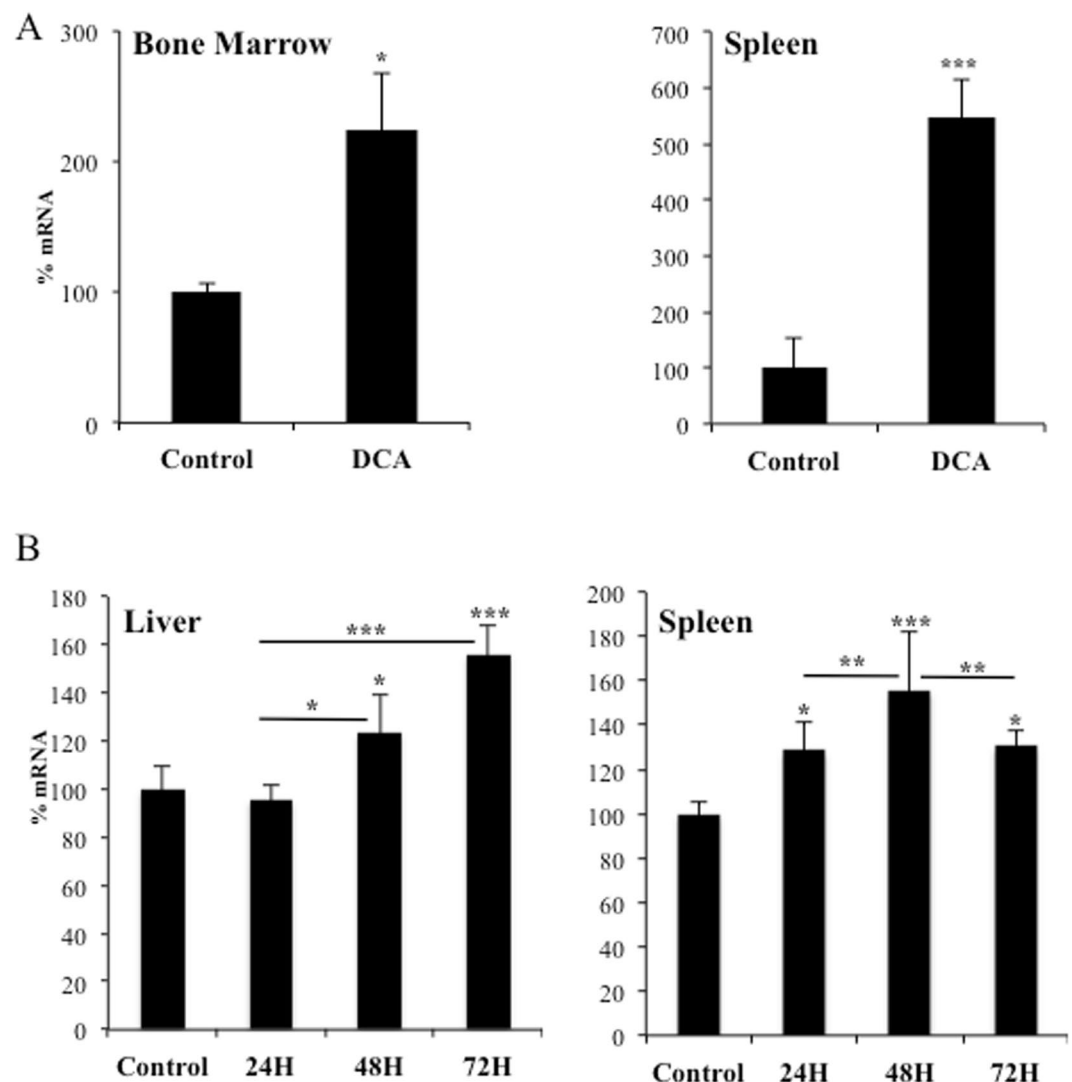 A
Bone Marrow
% mRNA
300
200
100
0
*
Control
DCA
Spleen
700
600
500
400
300
200
100
0
***
Control
DCA
B
Liver
% mRNA
180
160
140
120
100
80
60
40
20
0
***
***
*
*
Control
24H
48H
72H
Spleen
200
180
160
140
120
100
80
60
40
20
0
***
**
**
*
*
Control
24H
48H
72H